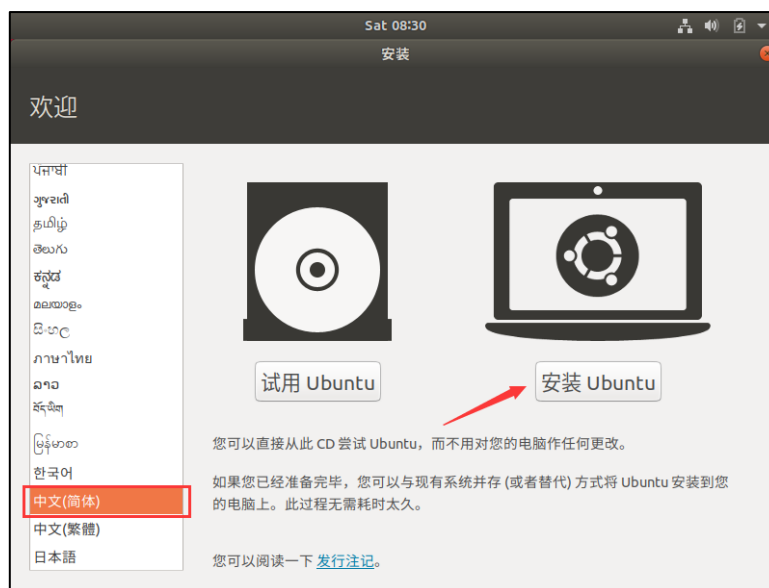 Sat 08:30
安装
欢迎
ਪੰਜਾਬੀ
ગુજરાતી
தமிழ்
తెలుగు
ಕನ್ನಡ
മലയാളം
සිංහල
ภาษาไทย
ລາວ
རྫོང་ཁ
မြန်မာစာ
한국어
中文(简体)
中文(繁體)
日本語
试用 Ubuntu
安装 Ubuntu
您可以直接从此 CD 尝试 Ubuntu，而不用对您的电脑作任何更改。
如果您已经准备完毕，您可以与现有系统并存 (或者替代) 方式将 Ubuntu 安装到您
的电脑上。此过程无需耗时太久。
您可以阅读一下 发行注记。